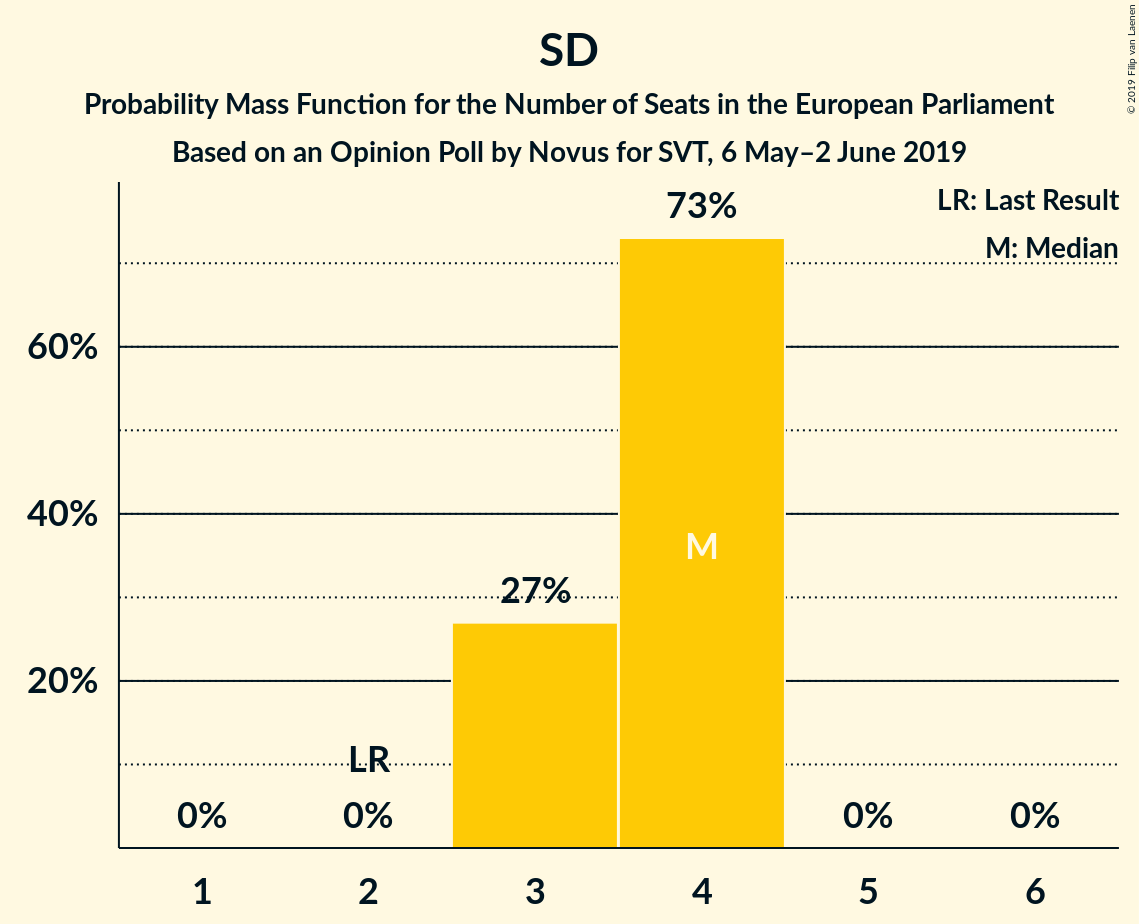 SD
Probability Mass Function for the Number of Seats in the European Parliament
Based on an Opinion Poll by Novus for SVT, 6 May–2 June 2019
© 2019 Filip van Laenen
LR: Last Result
M: Median
73%
60%
40%
M
27%
20%
LR
0%
0%
0%
0%
1
2
3
4
5
6